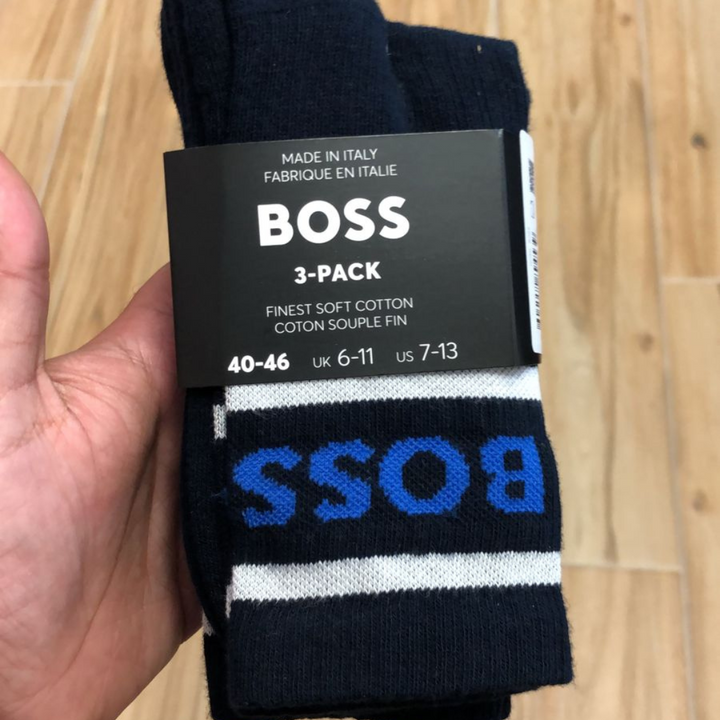 MADE IN ITALY
FABRIQUE EN ITALIE
BOSS
3-PACK
FINEST SOFT COTTON
COTON SOUPLE FIN
40-46 UK 6-11 US 7-13
BOSS